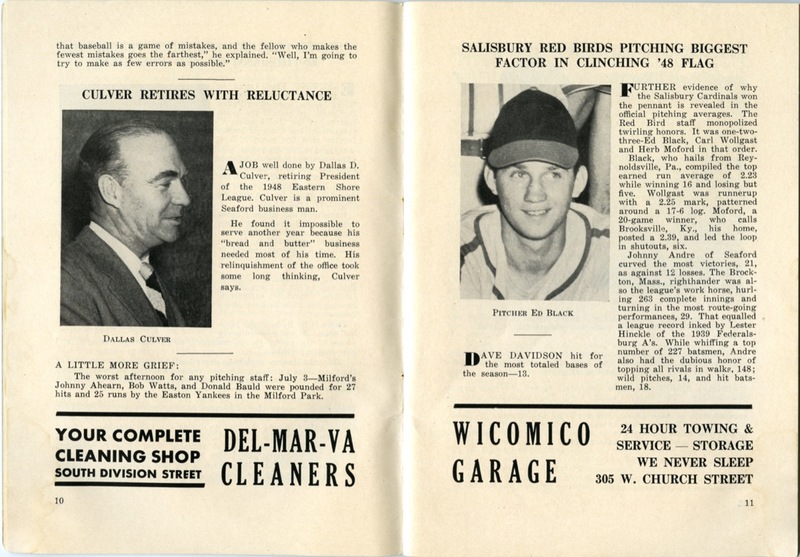 that baseball is a game of mistakes, and the fellow who makes the
fewest mistakes goes the farthest," he explained. "Well, I'm going to
try to make as few errors as possible."
CULVER RETIRES WITH RELUCTANCE
A JOB well done by Dallas D.
Culver, retiring President
of the 1948 Eastern Shore
League. Culver is a prominent
Seaford business man.
He found it impossible to
serve another year because his
"bread and butter" business
needed most of his time. His
relinquishment of the office took
some long thinking, Culver
says.
DALLAS CULVER
A LITTLE MORE GRIEF:
The worst afternoon for any pitching staff: July 3—Milford's
Johnny Ahearn, Bob Watts, and Donald Bauld were pounded for 27
hits and 25 runs by the Easton Yankees in the Milford Park.
YOUR COMPLETE
CLEANING SHOP
SOUTH DIVISION STREET
DEL-MAR-VA
CLEANERS
10
SALISBURY RED BIRDS PITCHING BIGGEST
FACTOR IN CLINCHING '48 FLAG
PITCHER ED BLACK
DAVE DAVIDSON hit for
the most totaled bases of
the season—13.
FURTHER evidence of why
the Salisbury Cardinals won
the pennant is revealed in the
official pitching averages. The
Red Bird staff monopolized
twirling honors. It was one-two-
three-Ed Black, Carl Wollgast
and Herb Moford in that order.
Black, who hails from Rey-
noldsville, Pa., compiled the top
earned run average of 2.23
while winning 16 and losing but
five. Wollgast was runnerup
with a 2.25 mark, patterned
around a 17-6 log. Moford, a
20-game winner, who calls
Brooksville, Ky., his home,
posted a 2.39, and led the loop
in shutouts, six.
Johnny Andre of Seaford
curved the most victories, 21,
as against 12 losses. The Brock-
ton, Mass., righthander was al-
so the league's work horse, hurl-
ing 263 complete innings and
turning in the most route-going
performances, 29. That equalled
a league record inked by Lester
Hinckle of the 1939 Federals-
burg A's. While whiffing a top
number of 227 batsmen, Andre
also had the dubious honor of
topping all rivals in walks, 148;
wild pitches, 14, and hit bats-
men, 18.
WICOMICO
GARAGE
24 HOUR TOWING &
SERVICE — STORAGE
WE NEVER SLEEP
305 W. CHURCH STREET
11